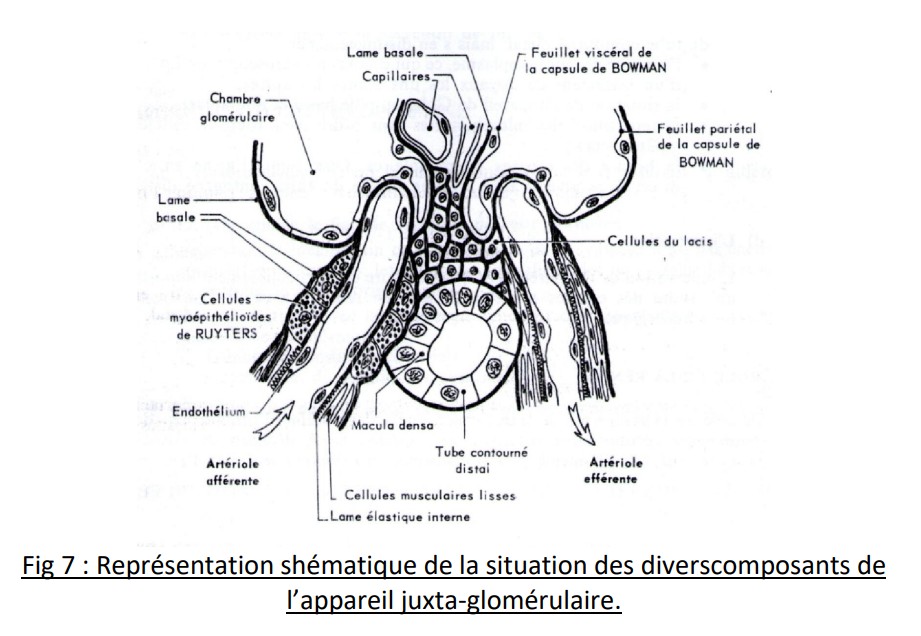 Lame basale
Capillaires
Feuillet viscéral de
la capsule de BOWMAN
Chambre
glomérulaire
Feuillet pariétal
de la capsule de
BOWMAN
Lame
basale
Cellules du lacis
Cellules
myoépithélioïdes
de RUYTERS
Endothélium
Macula densa
Tube contourné
distal
Artériole
afférente
Artériole
efférente
Cellules musculaires lisses
Lame élastique interne
Fig 7 : Représentation shématique de la situation des diverscomposants de
l’appareil juxta-glomérulaire.